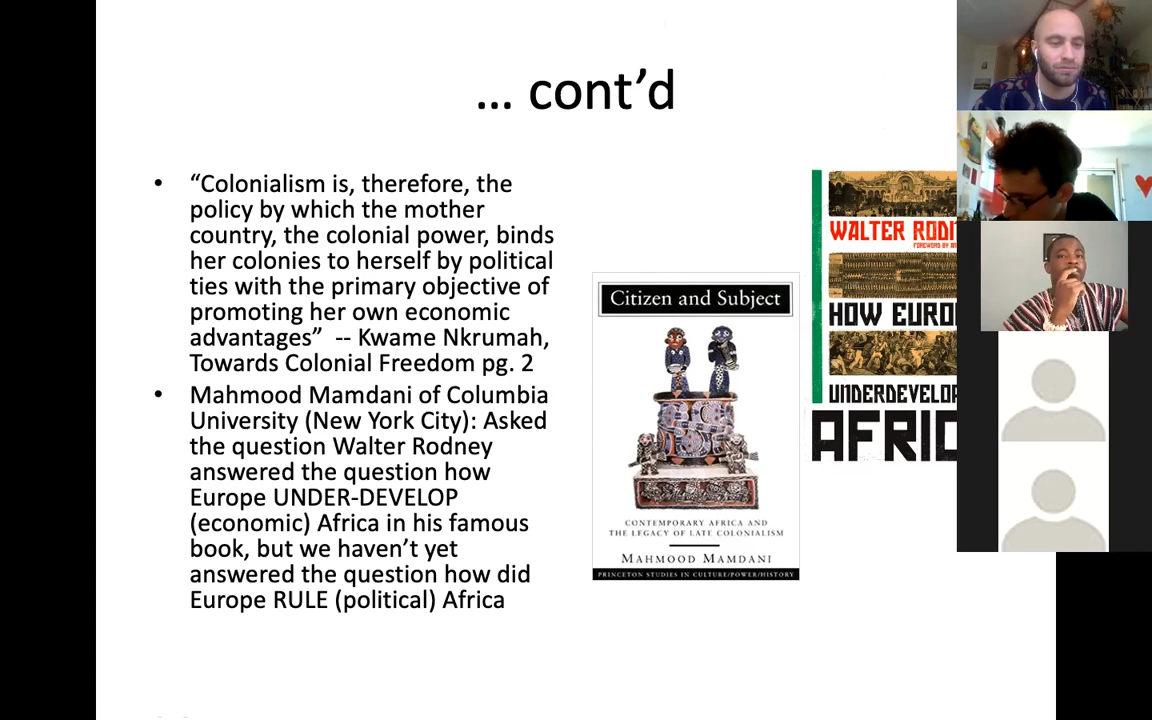 … cont’d
• “Colonialism is, therefore, the
policy by which the mother
country, the colonial power, binds
her colonies to herself by political
ties with the primary objective of
promoting her own economic
advantages” -- Kwame Nkrumah,
Towards Colonial Freedom pg. 2
• Mahmood Mamdani of Columbia
University (New York City): Asked
the question Walter Rodney
answered the question how
Europe UNDER-DEVELOP
(economic) Africa in his famous
book, but we haven’t yet
answered the question how did
Europe RULE (political) Africa
Citizen and Subject
CONTEMPORARY AFRICA AND
THE LEGACY OF LATE COLONIALISM
MAHMOOD MAMDANI
PRINCETON STUDIES IN CULTURE/POWER/HISTORY
WALTER
FOREWORD
HOW